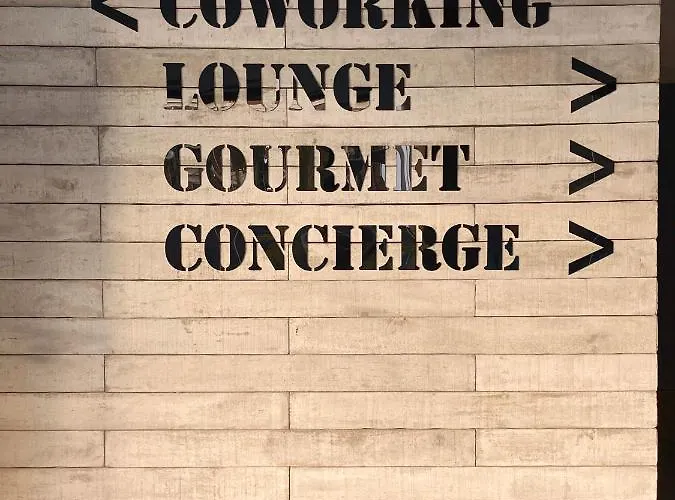 < COWORKING
LOUNGE >
GOURMET >
CONCIERGE >